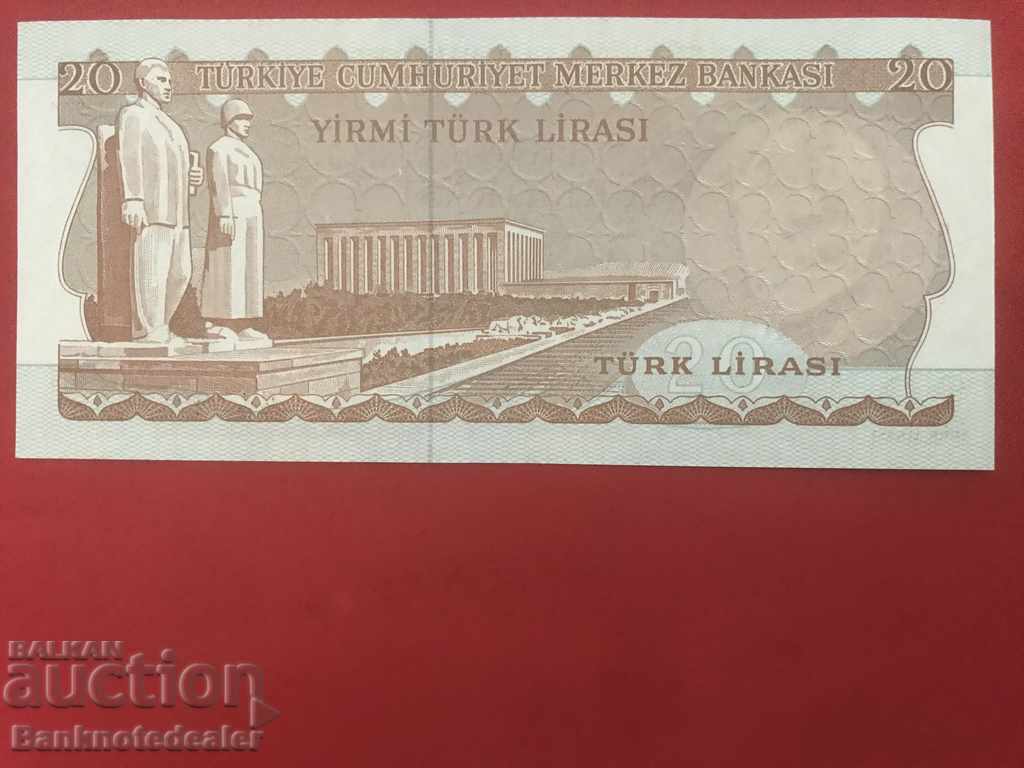 20 TÜRKİYE CUMHURİYET MERKEZ BANKASI 20
YİRMİ TÜRK LİRASI
20
TÜRK LİRASI
BALKAN
auction
Banknotedealer